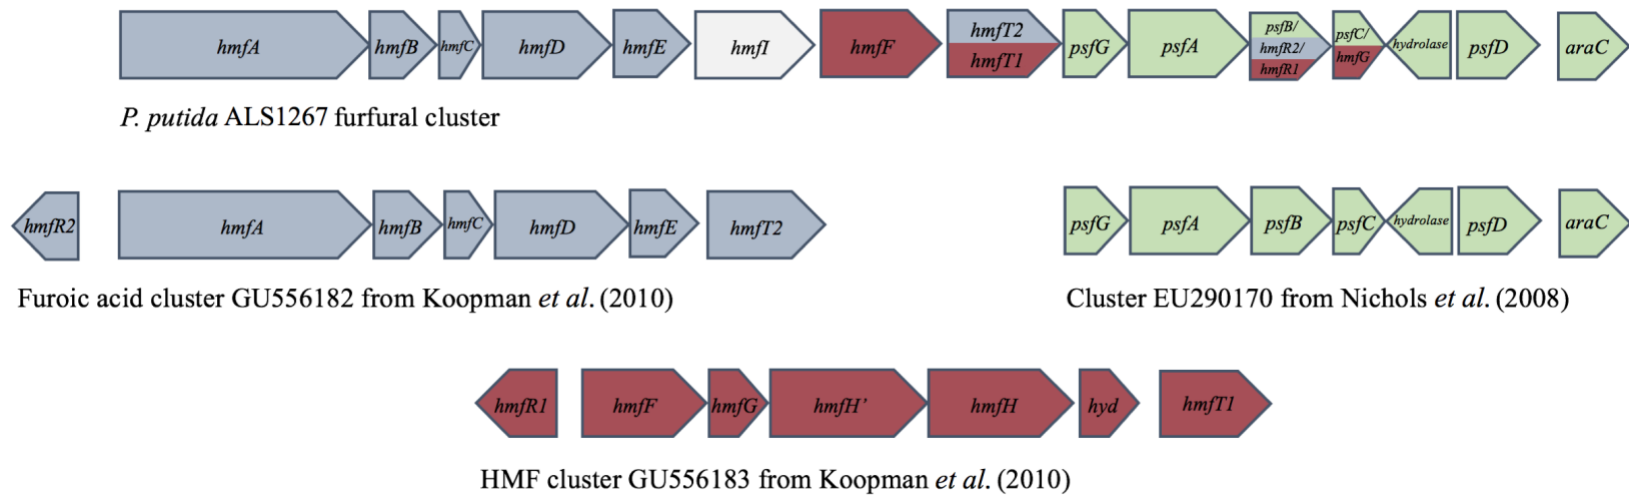 hmfA hmfB hmfC hmfD hmfE hmfI hmfF hmfT2 hmfT1 psfG psfA psfB/ hmfR2/ hmfR1 psfC/ hmfG hydrolase psfD araC
P. putida ALS1267 furfural cluster
hmfR2 hmfA hmfB hmfC hmfD hmfE hmfT2 psfG psfA psfB psfC hydrolase psfD araC
Furoic acid cluster GU556182 from Koopman et al. (2010)
Cluster EU290170 from Nichols et al. (2008)
hmfR1 hmfF hmfG hmfH’ hmfH hyd hmfT1
HMF cluster GU556183 from Koopman et al. (2010)